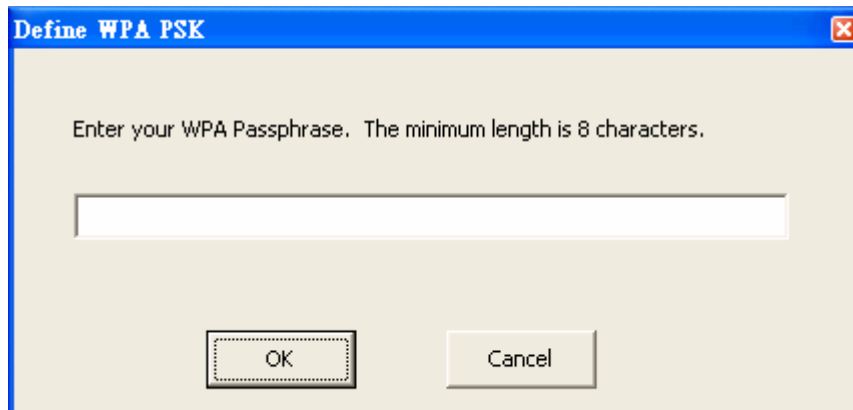 Define WPA PSK
Enter your WPA Passphrase.  The minimum length is 8 characters.
OK
Cancel